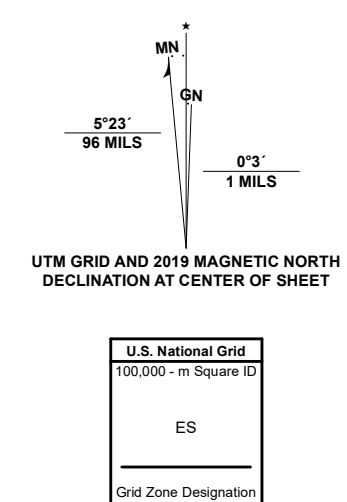 MN
GN
5°23´
96 MILS
0°3´
1 MILS
UTM GRID AND 2019 MAGNETIC NORTH
DECLINATION AT CENTER OF SHEET
U.S. National Grid
100,000 - m Square ID
ES
Grid Zone Designation